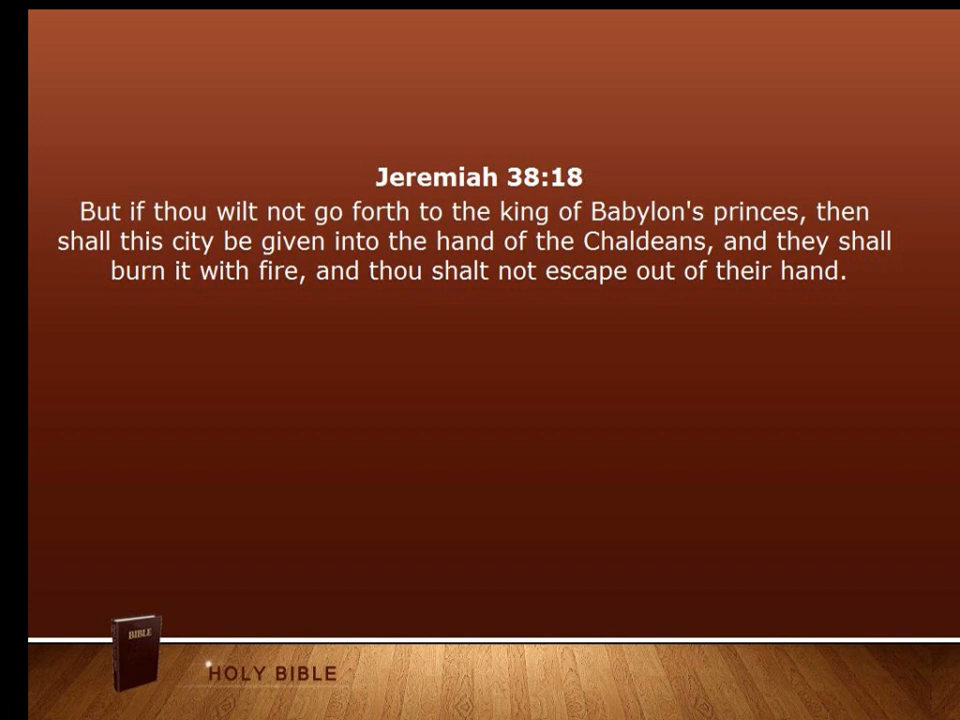 Jeremiah 38:18
But if thou wilt not go forth to the king of Babylon's princes, then
shall this city be given into the hand of the Chaldeans, and they shall
burn it with fire, and thou shalt not escape out of their hand.
BIBLE
HOLY BIBLE